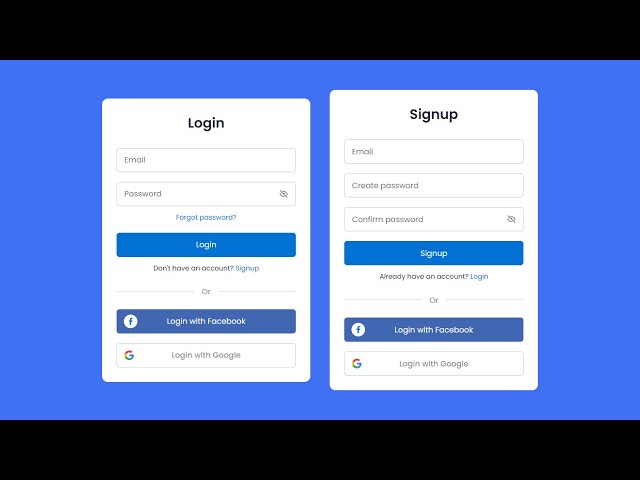 Login
Email
Password
Forgot password?
Login
Don't have an account? Signup
Or
Login with Facebook
Login with Google
Signup
Email
Create password
Confirm password
Signup
Already have an account? Login
Or
Login with Facebook
Login with Google